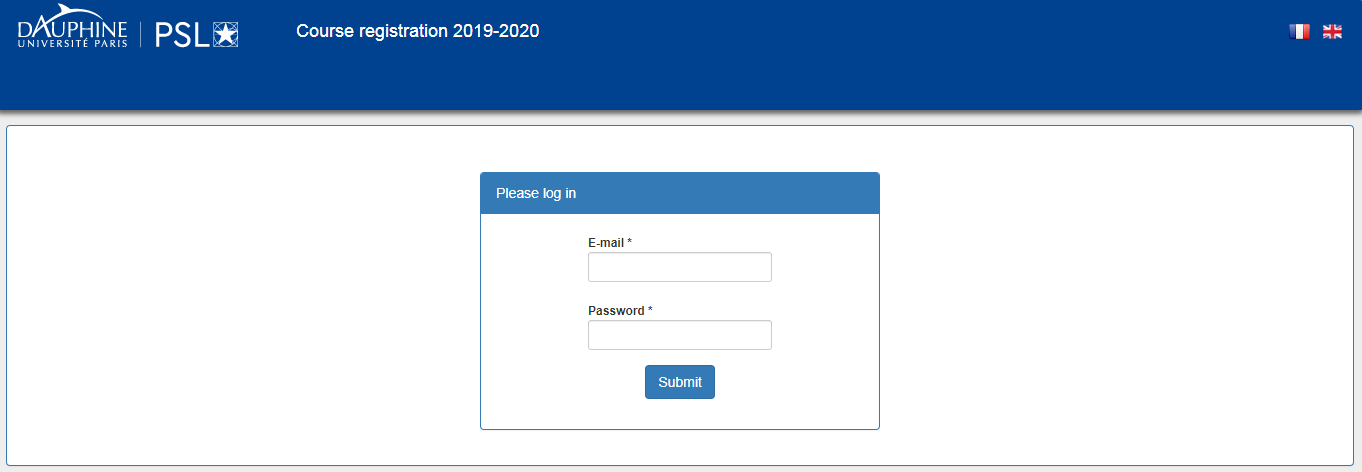 DAUPHINE
UNIVERSITÉ PARIS
PSL
Course registration 2019-2020
Please log in
E-mail *
Password *
Submit